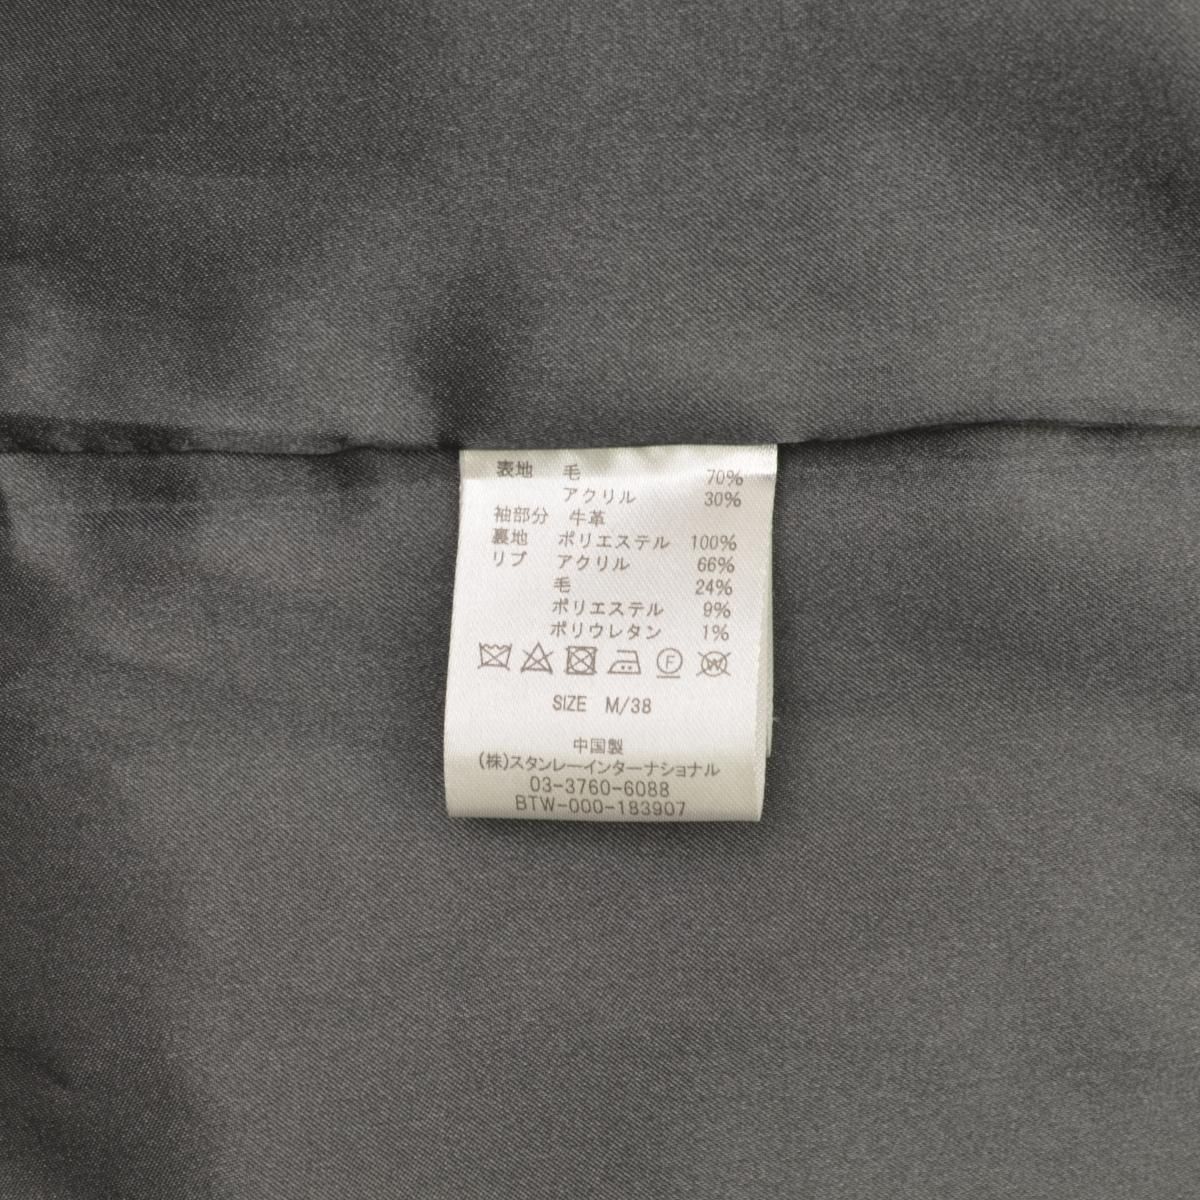 表地 毛 70%
アクリル 30%
袖部分 牛革
裏地 ポリエステル 100%
リブ アクリル 66%
毛 24%
ポリエステル 9%
ポリウレタン 1%
F W
SIZE M/38
中国製
(株)スタンレーインターナショナル
03-3760-6088
BTW-000-183907